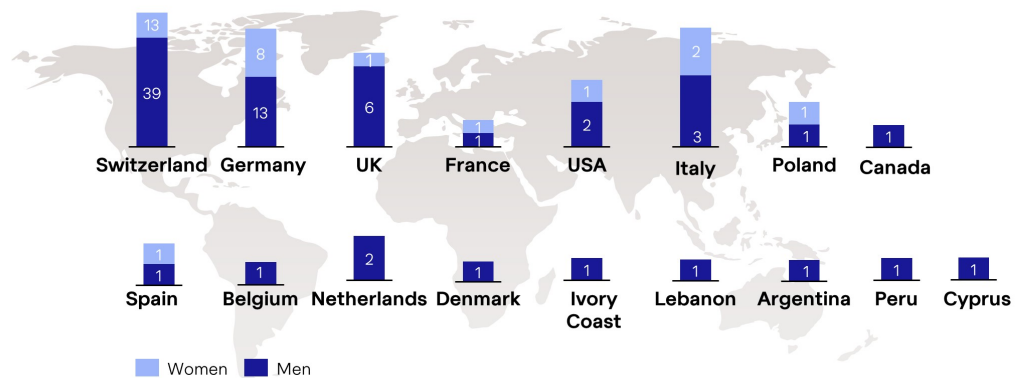 13 8 1 1 1 2 1
39 13 6 1 2 3 1 1
Switzerland Germany UK France USA Italy Poland Canada
1
1 1 2 1 1 1 1 1 1
Spain Belgium Netherlands Denmark Ivory Lebanon Argentina Peru Cyprus
Coast
Women Men